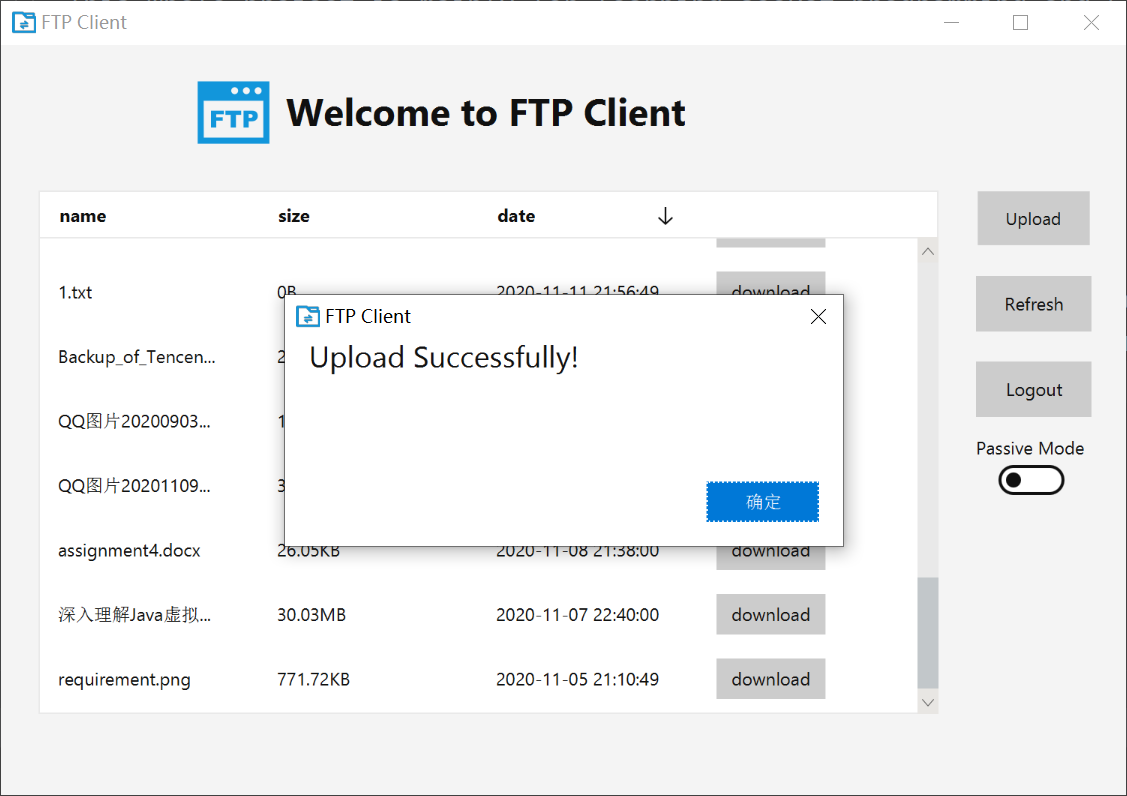 FTP Client
FTP Welcome to FTP Client
name size date
Upload
1.txt 0B 2020-11-11 21:56:49 download
Refresh
FTP Client
Upload Successfully!
Backup_of_Tencen... 2
Logout
QQ图片20200903... 1
Passive Mode
QQ图片20201109... 3
确定
assignment4.docx 26.05KB 2020-11-08 21:38:00 download
深入理解Java虚拟... 30.03MB 2020-11-07 22:40:00 download
requirement.png 771.72KB 2020-11-05 21:10:49 download